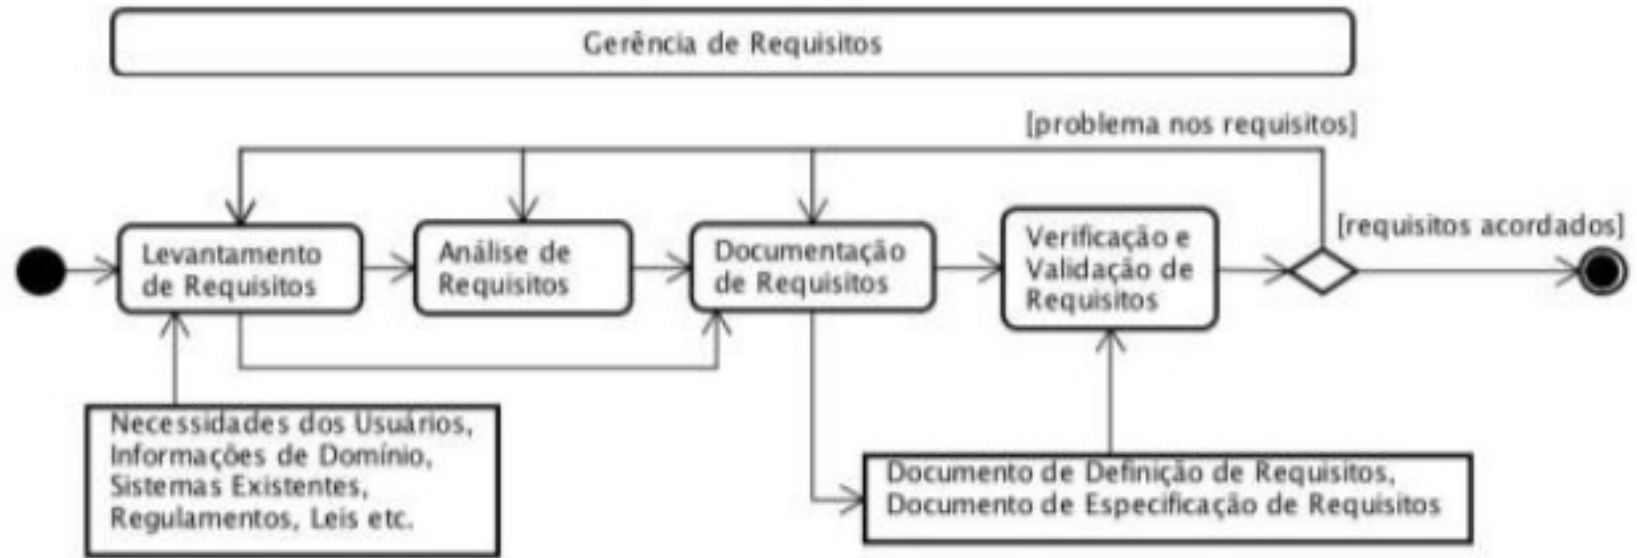 Gerência de Requisitos
[problema nos requisitos]
[requisitos acordados]
Levantamento
de Requisitos
Análise de
Requisitos
Documentação
de Requisitos
Verificação e
Validação de
Requisitos
Necessidades dos Usuários,
Informações de Domínio,
Sistemas Existentes,
Regulamentos, Leis etc.
Documento de Definição de Requisitos,
Documento de Especificação de Requisitos